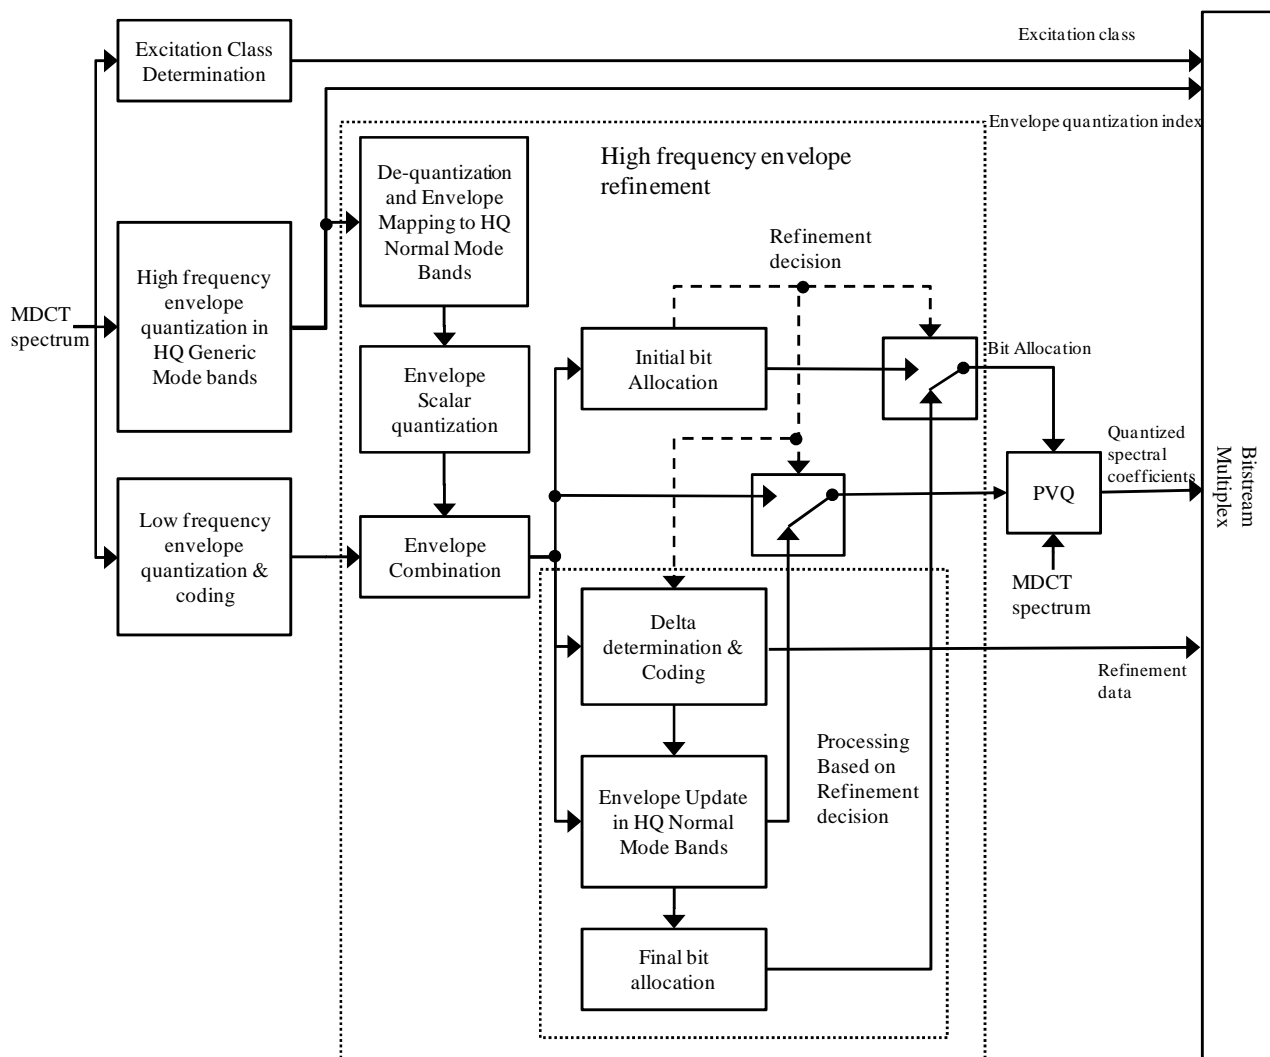 Excitation class
Excitation Class
Determination
Envelope quantization index
High frequency envelope
refinement
De-quantization
and Envelope
Mapping to HQ
Normal Mode
Bands
Refinement
decision
High frequency
envelope
quantization in
HQ Generic
Mode bands
MDCT
spectrum
Initial bit
Allocation
Bit Allocation
Envelope
Scalar
quantization
Quantized
spectral
coefficients
PVQ
Bitstream
Multiplex
Low frequency
envelope
quantization &
coding
Envelope
Combination
MDCT
spectrum
Delta
determination &
Coding
Refinement
data
Processing
Based on
Refinement
decision
Envelope Update
in HQ Normal
Mode Bands
Final bit
allocation